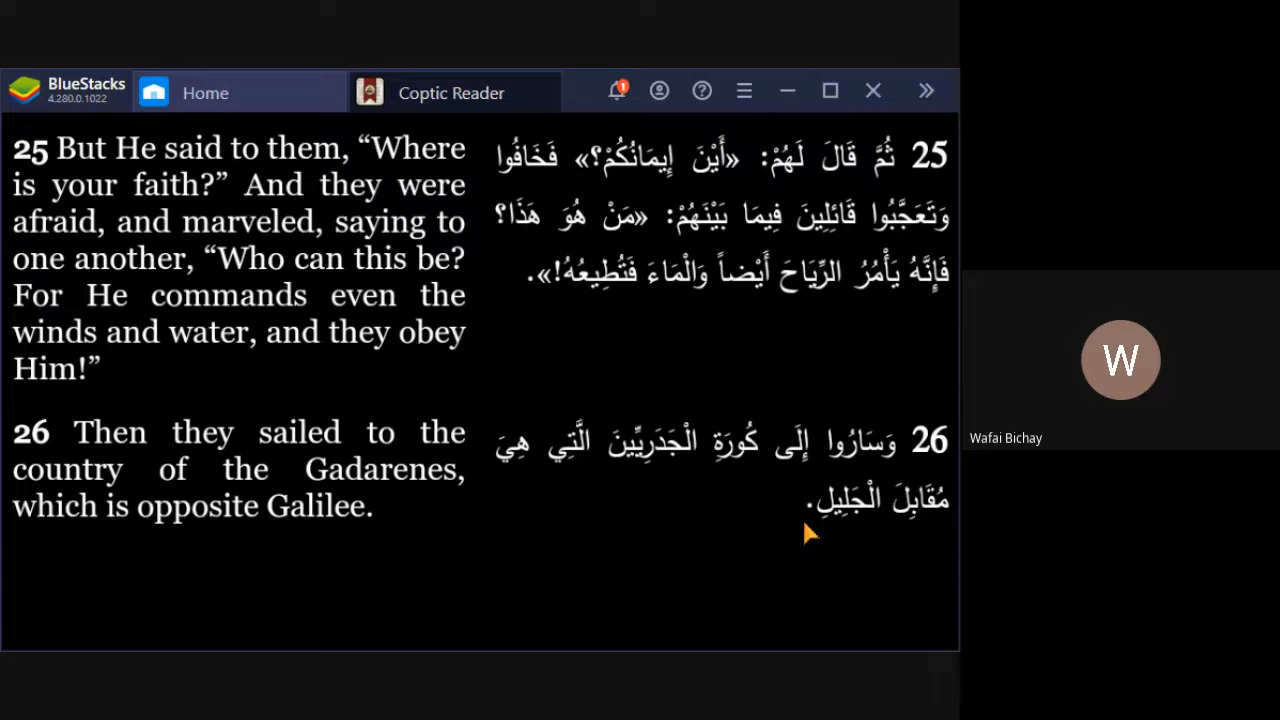 BlueStacks
4.280.0.1022
Home
Coptic Reader
1
25 But He said to them, “Where
is your faith?” And they were
afraid, and marveled, saying to
one another, “Who can this be?
For He commands even the
winds and water, and they obey
Him!”
26 Then they sailed to the
country of the Gadarenes,
which is opposite Galilee.
25 ثُمَّ قَالَ لَهُمْ: «أَيْنَ إِيمَانُكُمْ؟» فَخَافُوا
وَتَعَجَّبُوا قَائِلِينَ فِيمَا بَيْنَهُمْ: «مَنْ هُوَ هَذَا؟
فَإِنَّهُ يَأْمُرُ الرِّيَاحَ أَيْضاً وَالْمَاءَ فَتُطِيعُهُ!».
26 وَسَارُوا إِلَى كُورَةِ الْجَدَرِيِّينَ الَّتِي هِيَ
مُقَابِلَ الْجَلِيلِ.
W
Wafai Bichay